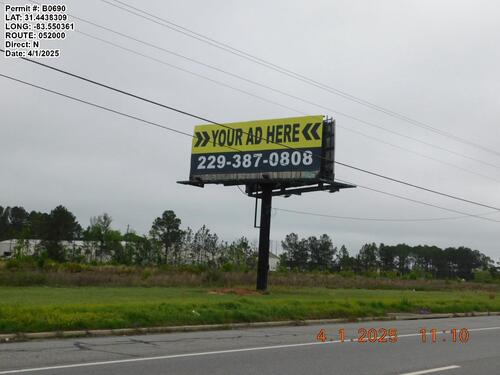 Permit #: B0690
LAT: 31.4438309
LONG: -83.550361
ROUTE: 052000
Direct: N
Date: 4/1/2025
YOUR AD HERE
229-387-0808
4 1 2025 11 10